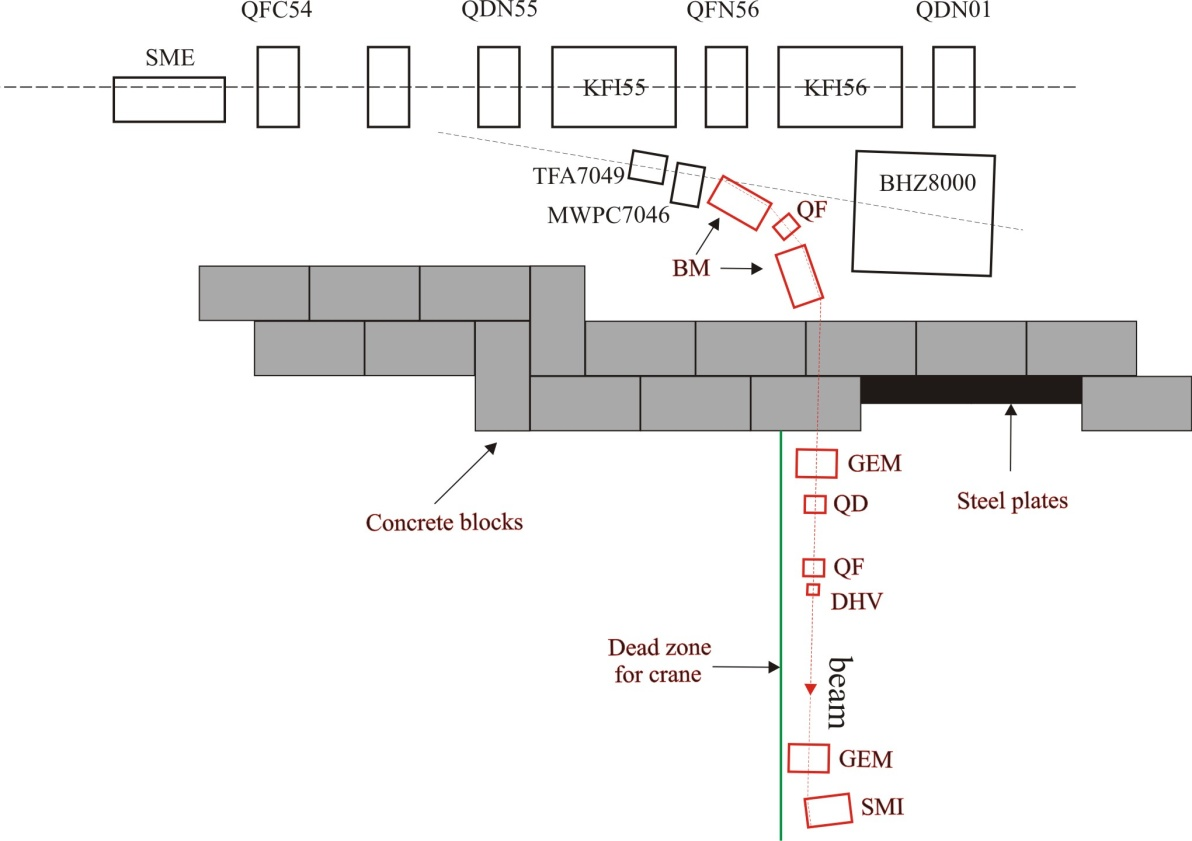 QFC54
QDN55
QFN56
QDN01
SME
KFI55
KFI56
TFA7049
MWPC7046
QF
BHZ8000
BM
GEM
QD
Steel plates
Concrete blocks
QF
DHV
Dead zone
for crane
beam
GEM
SMI